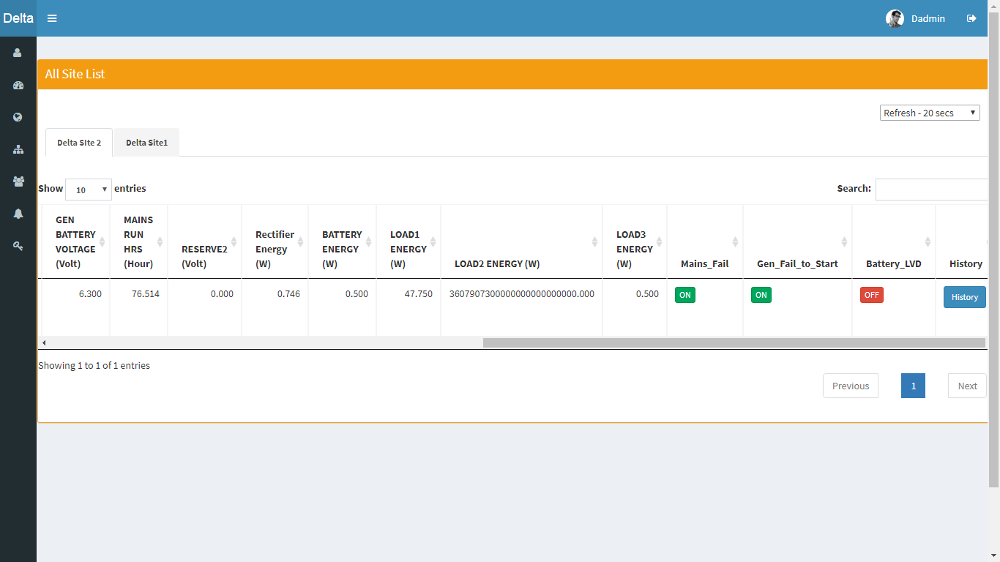 Delta
Dadmin
All Site List
Refresh - 20 secs
Delta SIte 2
Delta Site1
Show 10 entries
Search:
GEN
BATTERY
VOLTAGE
(Volt)
MAINS
RUN
HRS
(Hour)
RESERVE2
(Volt)
Rectifier
Energy
(W)
BATTERY
ENERGY
(W)
LOAD1
ENERGY
(W)
LOAD2 ENERGY (W)
LOAD3
ENERGY
(W)
Mains_Fail
Gen_Fail_to_Start
Battery_LVD
History
6.300
76.514
0.000
0.746
0.500
47.750
3607907300000000000000000.000
0.500
ON
ON
OFF
History
Showing 1 to 1 of 1 entries
Previous
1
Next